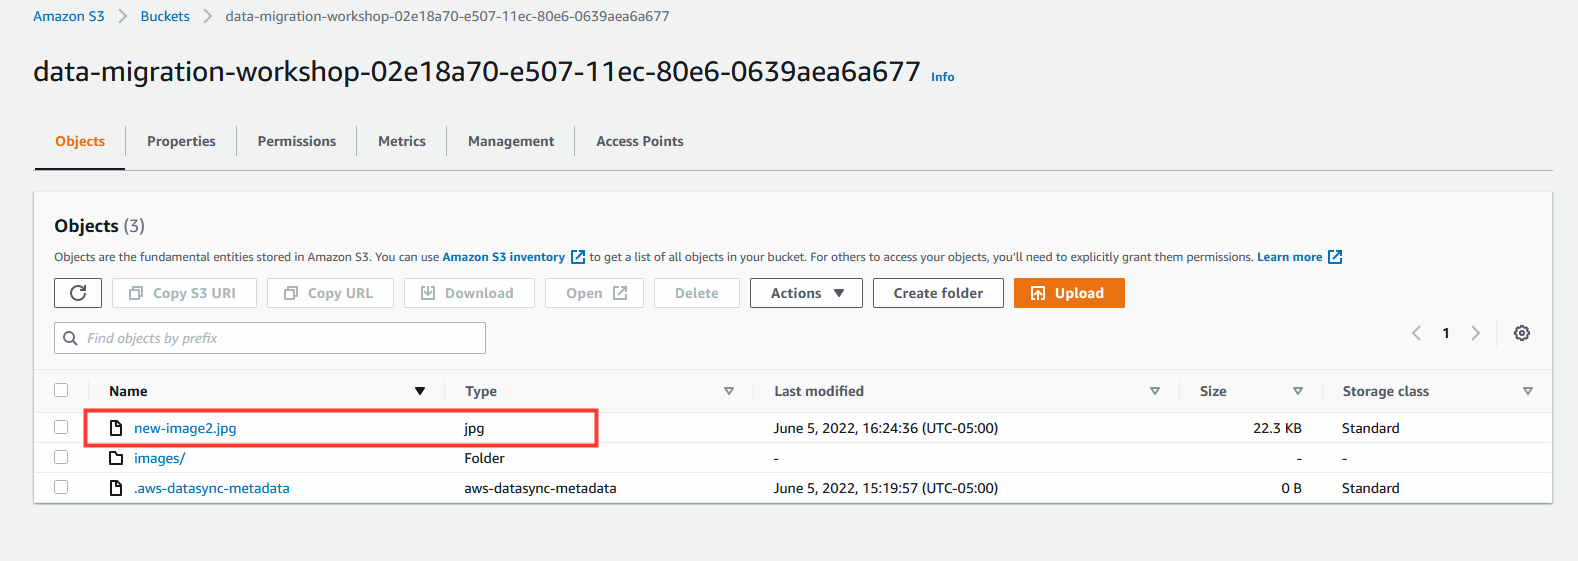 Amazon S3 > Buckets > data-migration-workshop-02e18a70-e507-11ec-80e6-0639aea6a677
data-migration-workshop-02e18a70-e507-11ec-80e6-0639aea6a677 Info
Objects Properties Permissions Metrics Management Access Points
Objects (3)
Objects are the fundamental entities stored in Amazon S3. You can use Amazon S3 inventory to get a list of all objects in your bucket. For others to access your objects, you'll need to explicitly grant them permissions. Learn more
Copy S3 URI Copy URL Download Open Delete Actions Create folder Upload
Find objects by prefix 1
Name Type Last modified Size Storage class
new-image2.jpg jpg June 5, 2022, 16:24:36 (UTC-05:00) 22.3 KB Standard
images/ Folder - - -
.aws-datasync-metadata aws-datasync-metadata June 5, 2022, 15:19:57 (UTC-05:00) 0 B Standard